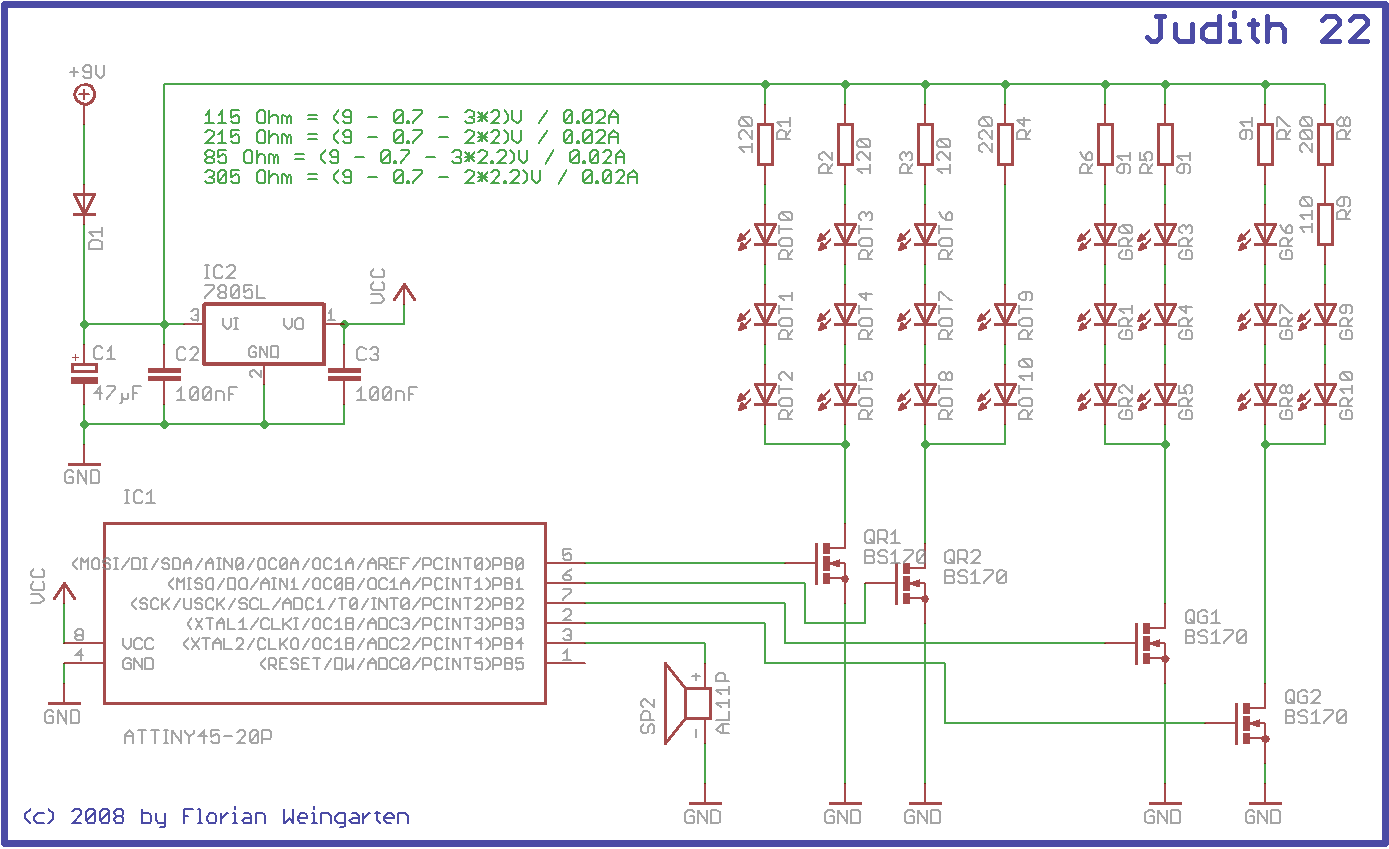 Judith 22
+9V
115 Ohm = (9 - 0.7 - 3*2)V / 0.02A
215 Ohm = (9 - 0.7 - 2*2)V / 0.02A
85 Ohm = (9 - 0.7 - 3*2.2)V / 0.02A
305 Ohm = (9 - 0.7 - 2*2.2)V / 0.02A
120 R1
R2 120
R3 120
220 R4
R6 91
R5 91
91 R7
200 R8
110 R9
D1
ROT0
ROT3
ROT6
GR0
GR3
GR6
IC2
7805L
VCC
3 VI VO 1
GND
2
ROT1
ROT4
ROT7
ROT9
GR1
GR4
GR7
GR9
+ C1
47µF
C2
100nF
C3
100nF
ROT2
ROT5
ROT8
ROT10
GR2
GR5
GR8
GR10
GND
IC1
(MOSI/DI/SDA/AIN0/OC0A/OC1A/AREF/PCINT0)PB0 5
(MISO/DO/AIN1/OC0B/OC1A/PCINT1)PB1 6
(SCK/USCK/SCL/ADC1/T0/INT0/PCINT2)PB2 7
(XTAL1/CLKI/OC1B/ADC3/PCINT3)PB3 2
8 VCC (XTAL2/CLKO/OC1B/ADC2/PCINT4)PB4 3
4 GND (RESET/DW/ADC0/PCINT5)PB5 1
VCC
GND
ATTINY45-20P
QR1
BS170
QR2
BS170
QG1
BS170
QG2
BS170
SP2
+
-
AL11P
GND
GND
GND
GND
GND
(c) 2008 by Florian Weingarten